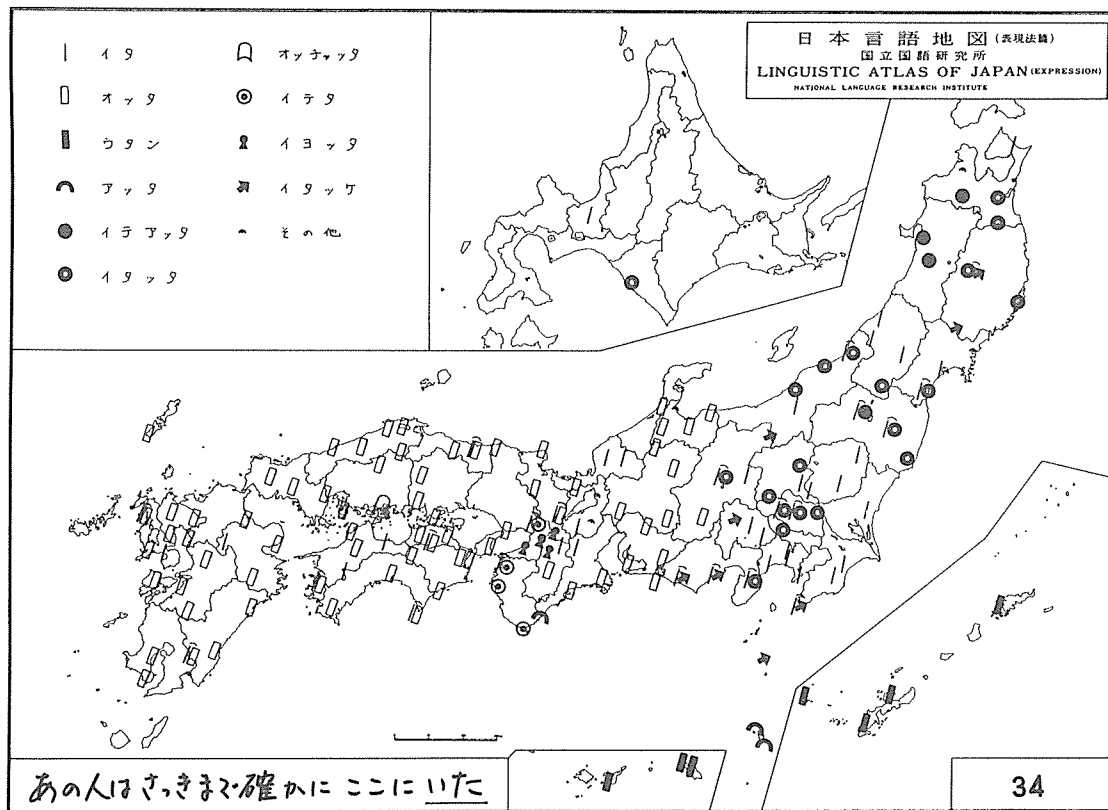 イタ
オッタ
ウタン
アッタ
イテアッタ
イタッタ
オッチャッタ
イテタ
イヨッタ
イタッケ
その他
日本言語地図(表現法篇)
国立国語研究所
LINGUISTIC ATLAS OF JAPAN (EXPRESSION)
NATIONAL LANGUAGE RESEARCH INSTITUTE
あの人はさっきまで確かにここにいた
34